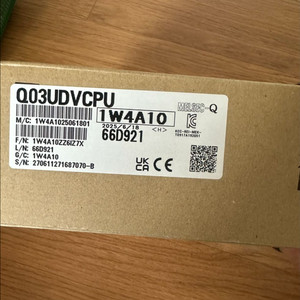 Q03UDVCPU
MELSEC-Q
1W4A10
M/C: 1W4A1025061801
2025/6/18
<H>
66D921
F/N: 1W4A10ZZ6IZ7X
L/N: 66D921
G/C: 1W4A10
S/N: 270611271687070-B
UK
CA
CE